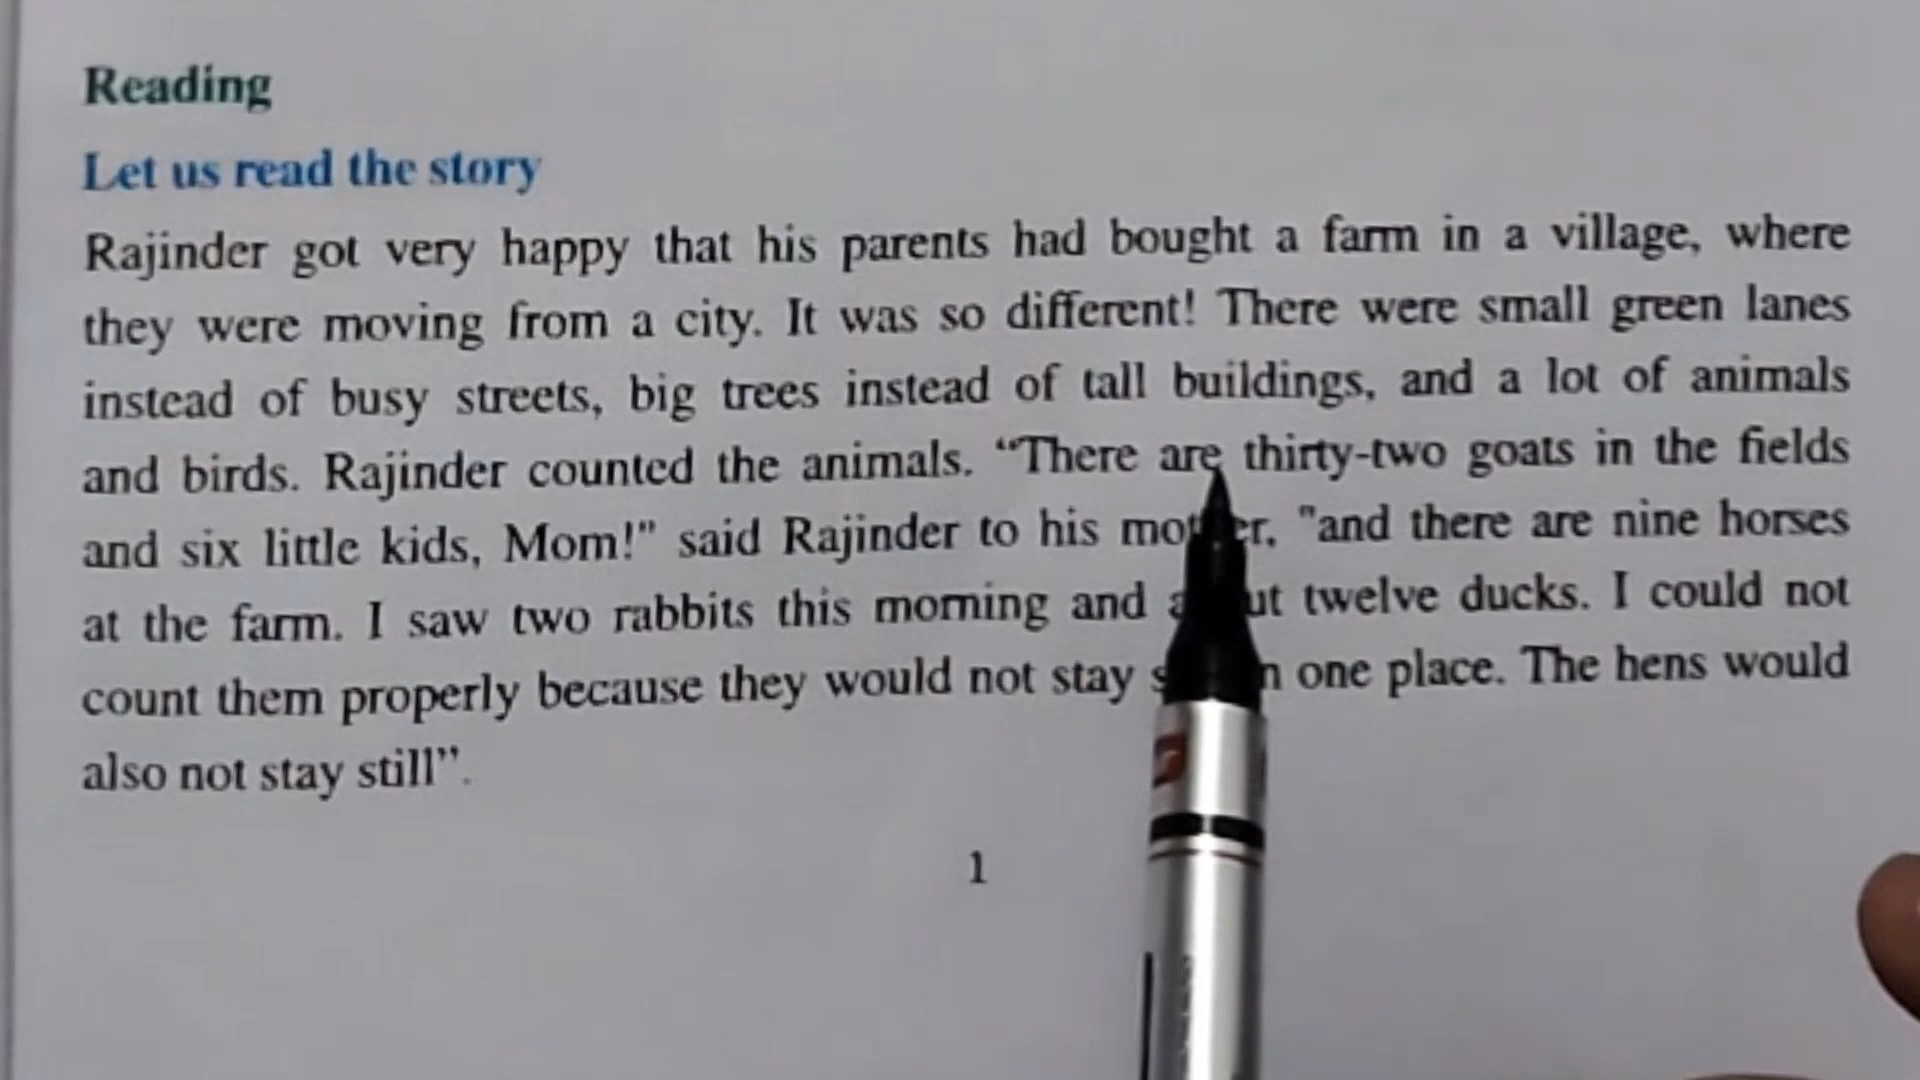 Reading
Let us read the story
Rajinder got very happy that his parents had bought a farm in a village, where
they were moving from a city. It was so different! There were small green lanes
instead of busy streets, big trees instead of tall buildings, and a lot of animals
and birds. Rajinder counted the animals. “There are thirty-two goats in the fields
and six little kids, Mom!" said Rajinder to his "and there are nine horses
at the farm. I saw two rabbits this morning and twelve ducks. I could not
count them properly because they would not stay one place. The hens would
also not stay still”.
1